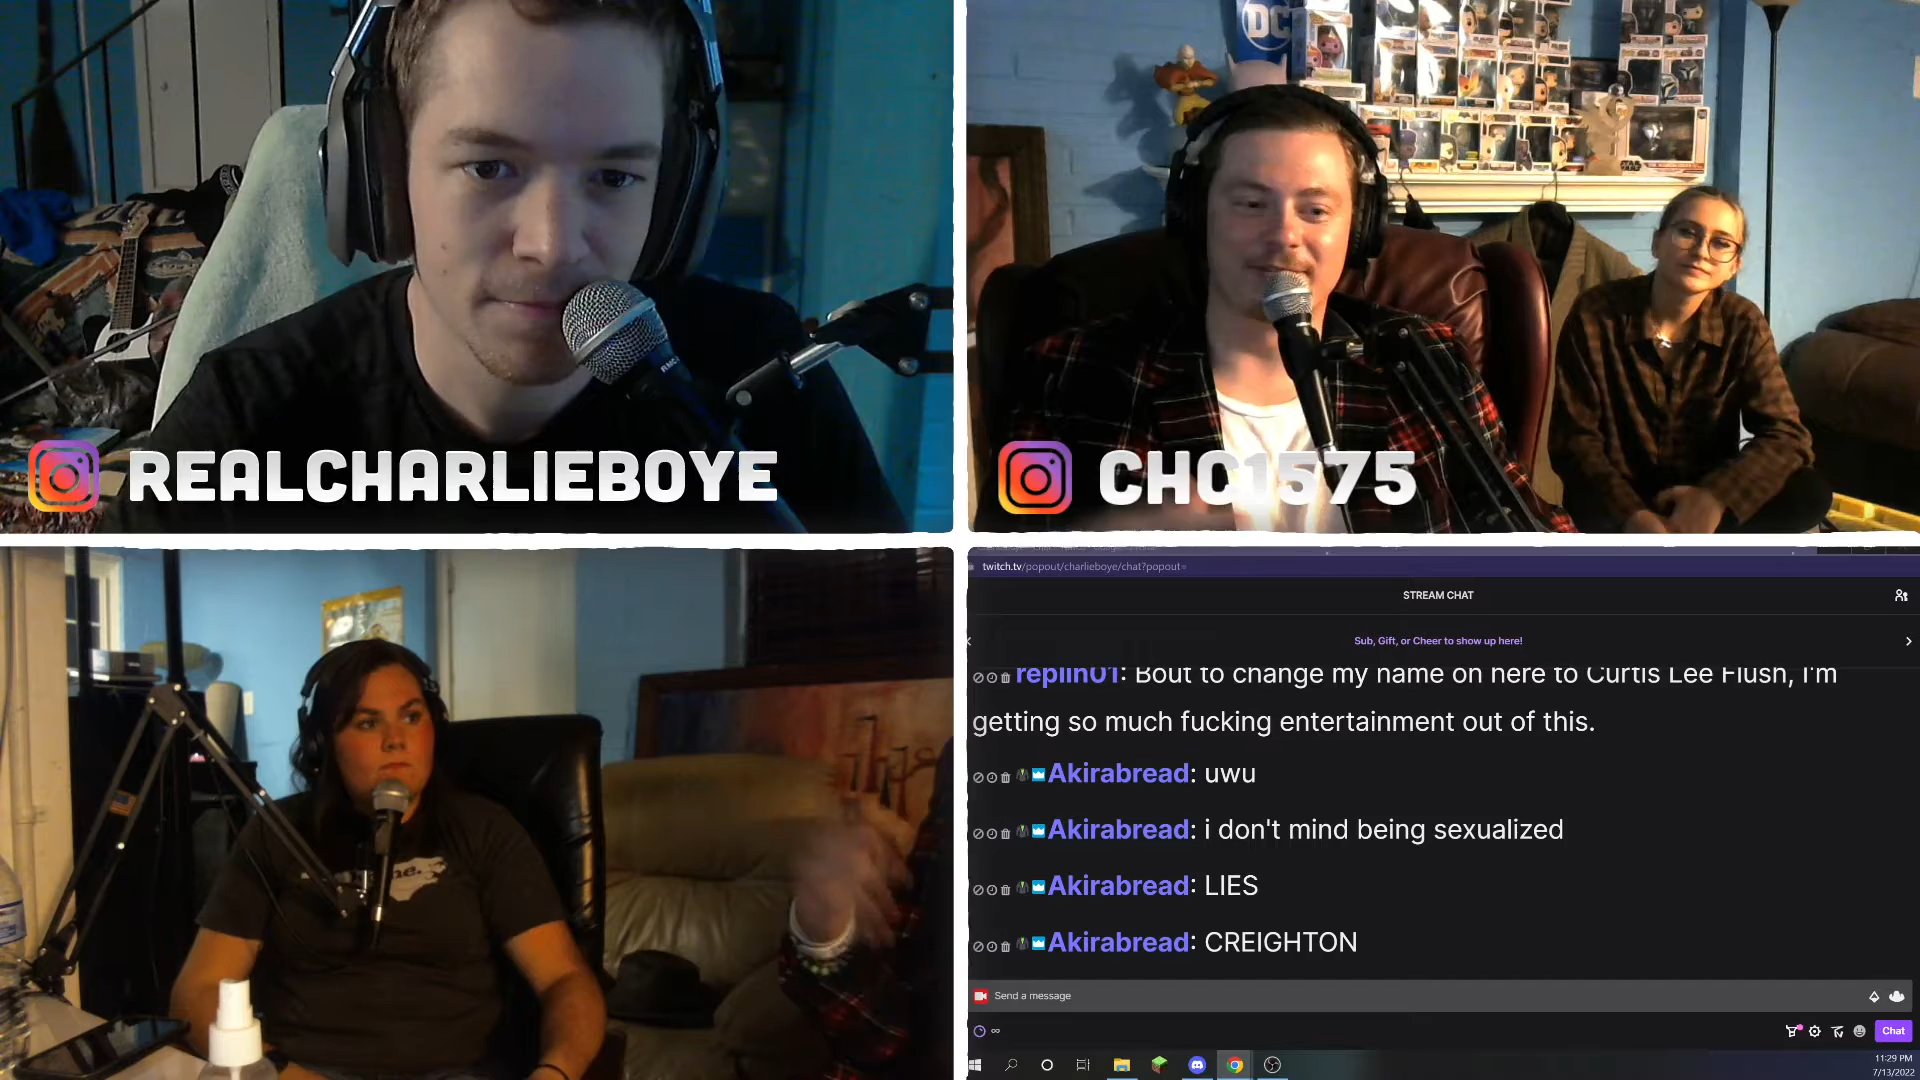 DC
REALCHARLIEBOYE
CHC1575
twitch.tv/popout/charlieboye/chat?popout=
STREAM CHAT
Sub, Gift, or Cheer to show up here!
replin01: Bout to change my name on here to Curtis Lee Flush, I'm
getting so much fucking entertainment out of this.
Akirabread: uwu
Akirabread: i don't mind being sexualized
Akirabread: LIES
Akirabread: CREIGHTON
Send a message
Chat
11:29 PM
7/13/2022